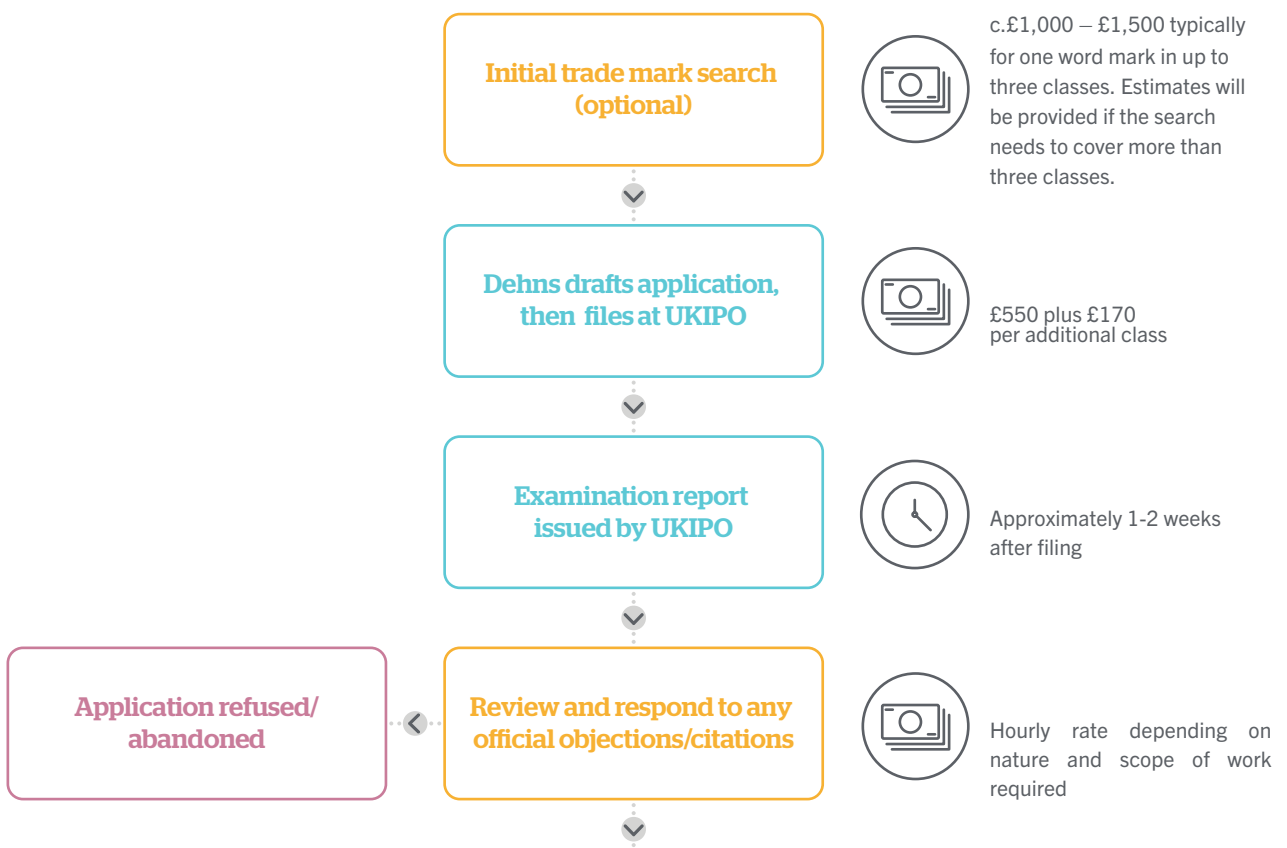 Initial trade mark search
(optional)
c.£1,000 – £1,500 typically
for one word mark in up to
three classes. Estimates will
be provided if the search
needs to cover more than
three classes.
Dehns drafts application,
then files at UKIPO
£550 plus £170
per additional class
Examination report
issued by UKIPO
Approximately 1-2 weeks
after filing
Application refused/
abandoned
Review and respond to any
official objections/citations
Hourly rate depending on
nature and scope of work
required